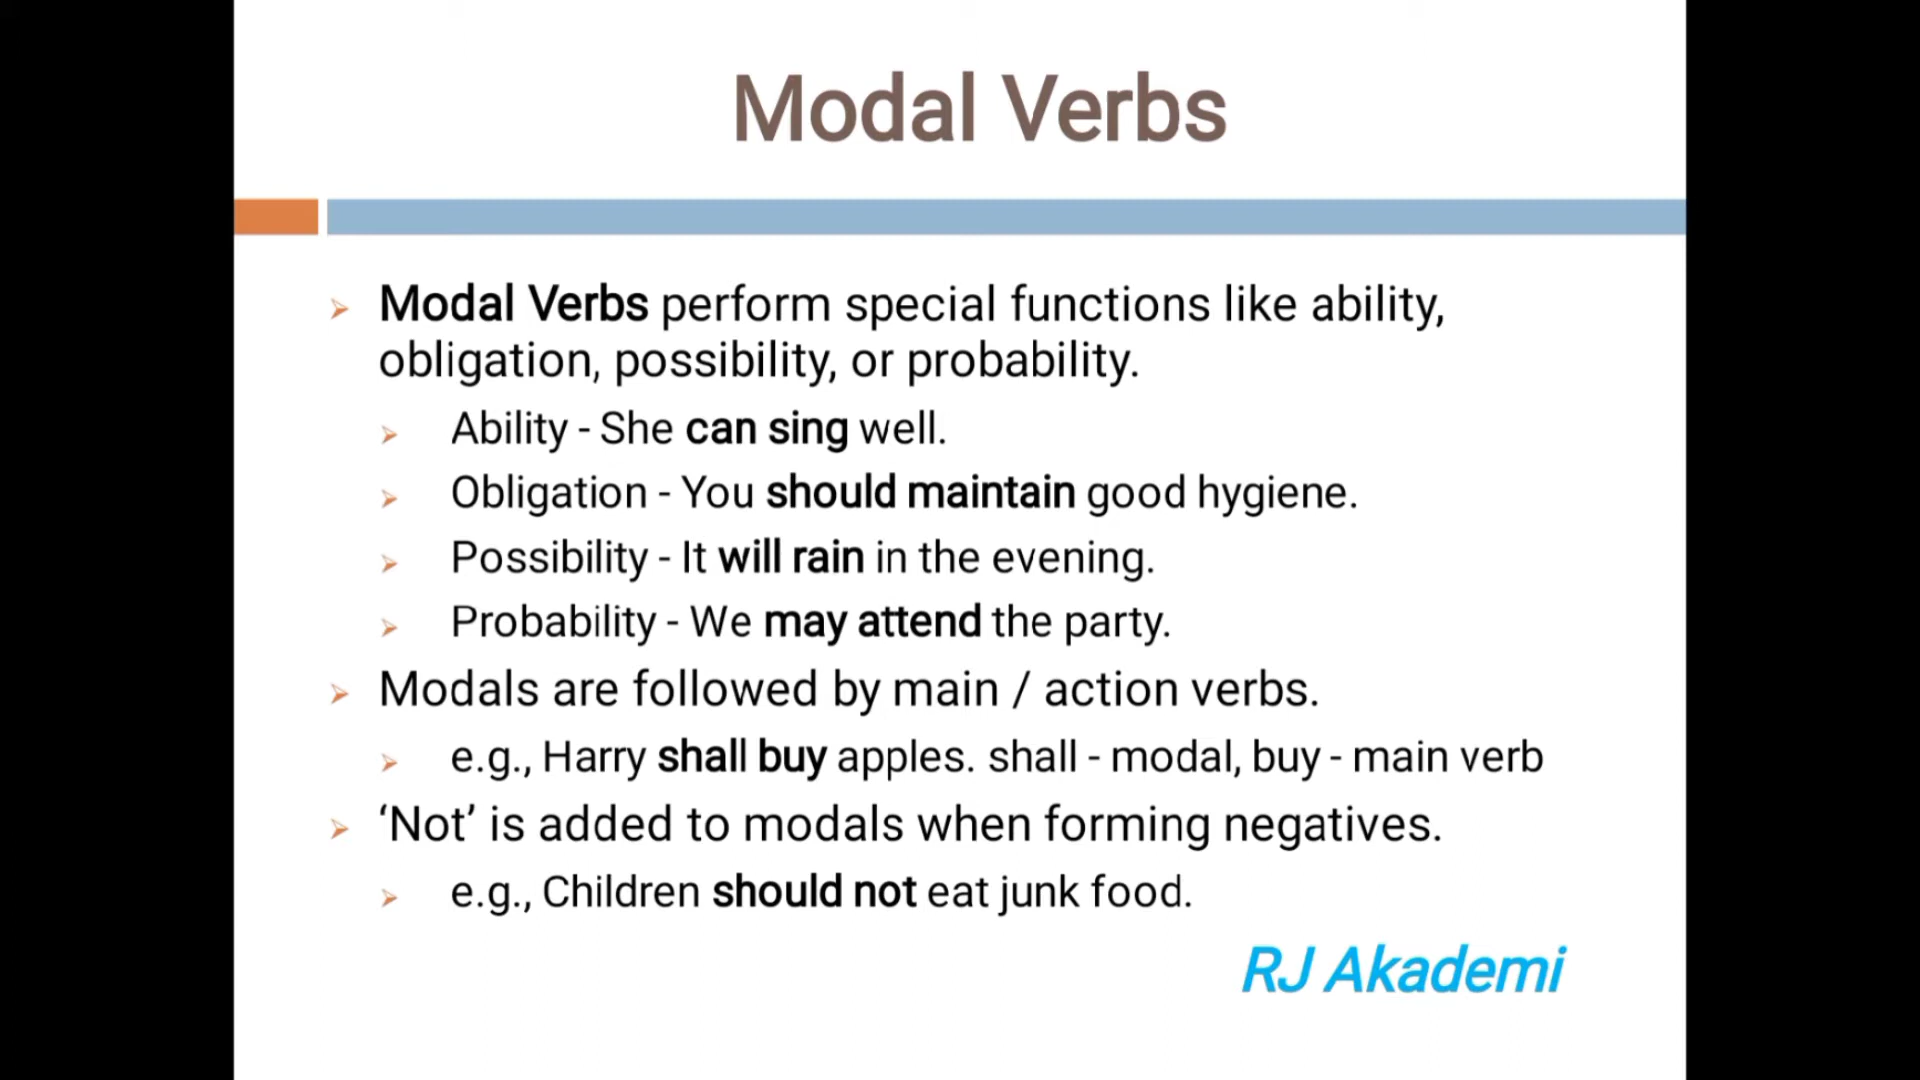 Modal Verbs
Modal Verbs perform special functions like ability,
obligation, possibility, or probability.
Ability - She can sing well.
Obligation - You should maintain good hygiene.
Possibility - It will rain in the evening.
Probability - We may attend the party.
Modals are followed by main / action verbs.
e.g., Harry shall buy apples. shall - modal, buy - main verb
‘Not’ is added to modals when forming negatives.
e.g., Children should not eat junk food.
RJ Akademi